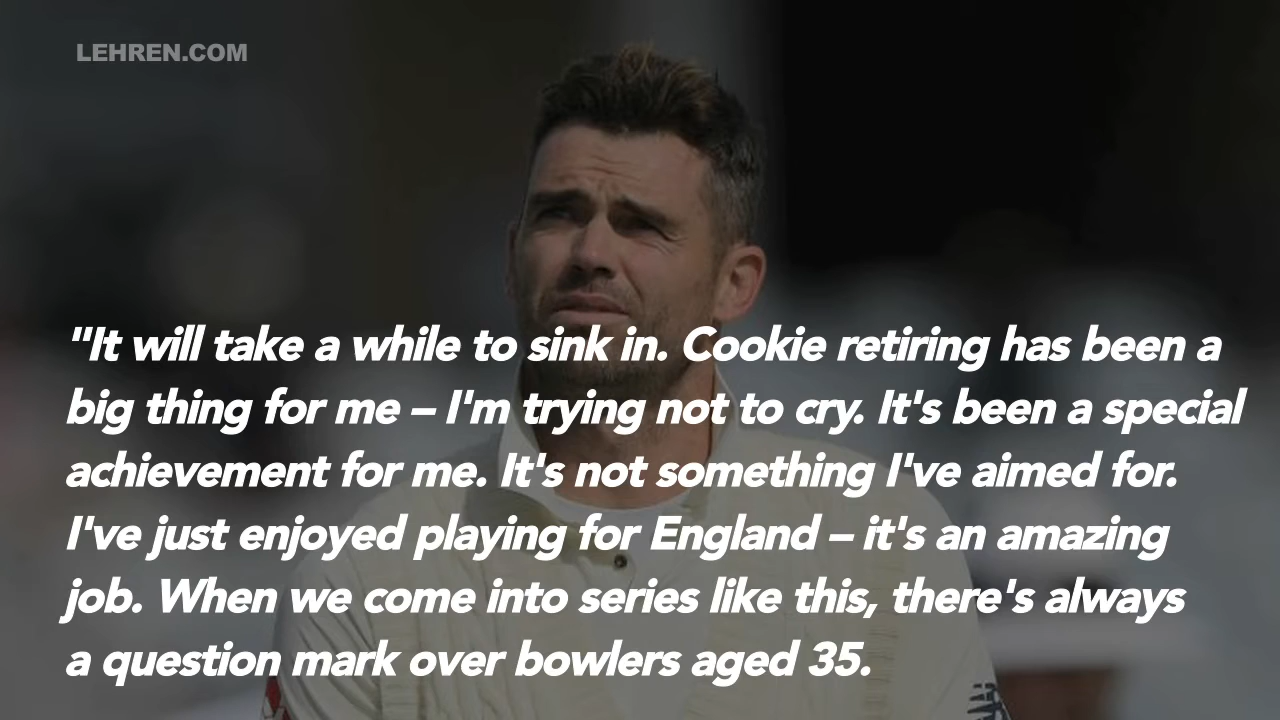 LEHREN.COM
"It will take a while to sink in. Cookie retiring has been a
big thing for me – I'm trying not to cry. It's been a special
achievement for me. It's not something I've aimed for.
I've just enjoyed playing for England – it's an amazing
job. When we come into series like this, there's always
a question mark over bowlers aged 35.